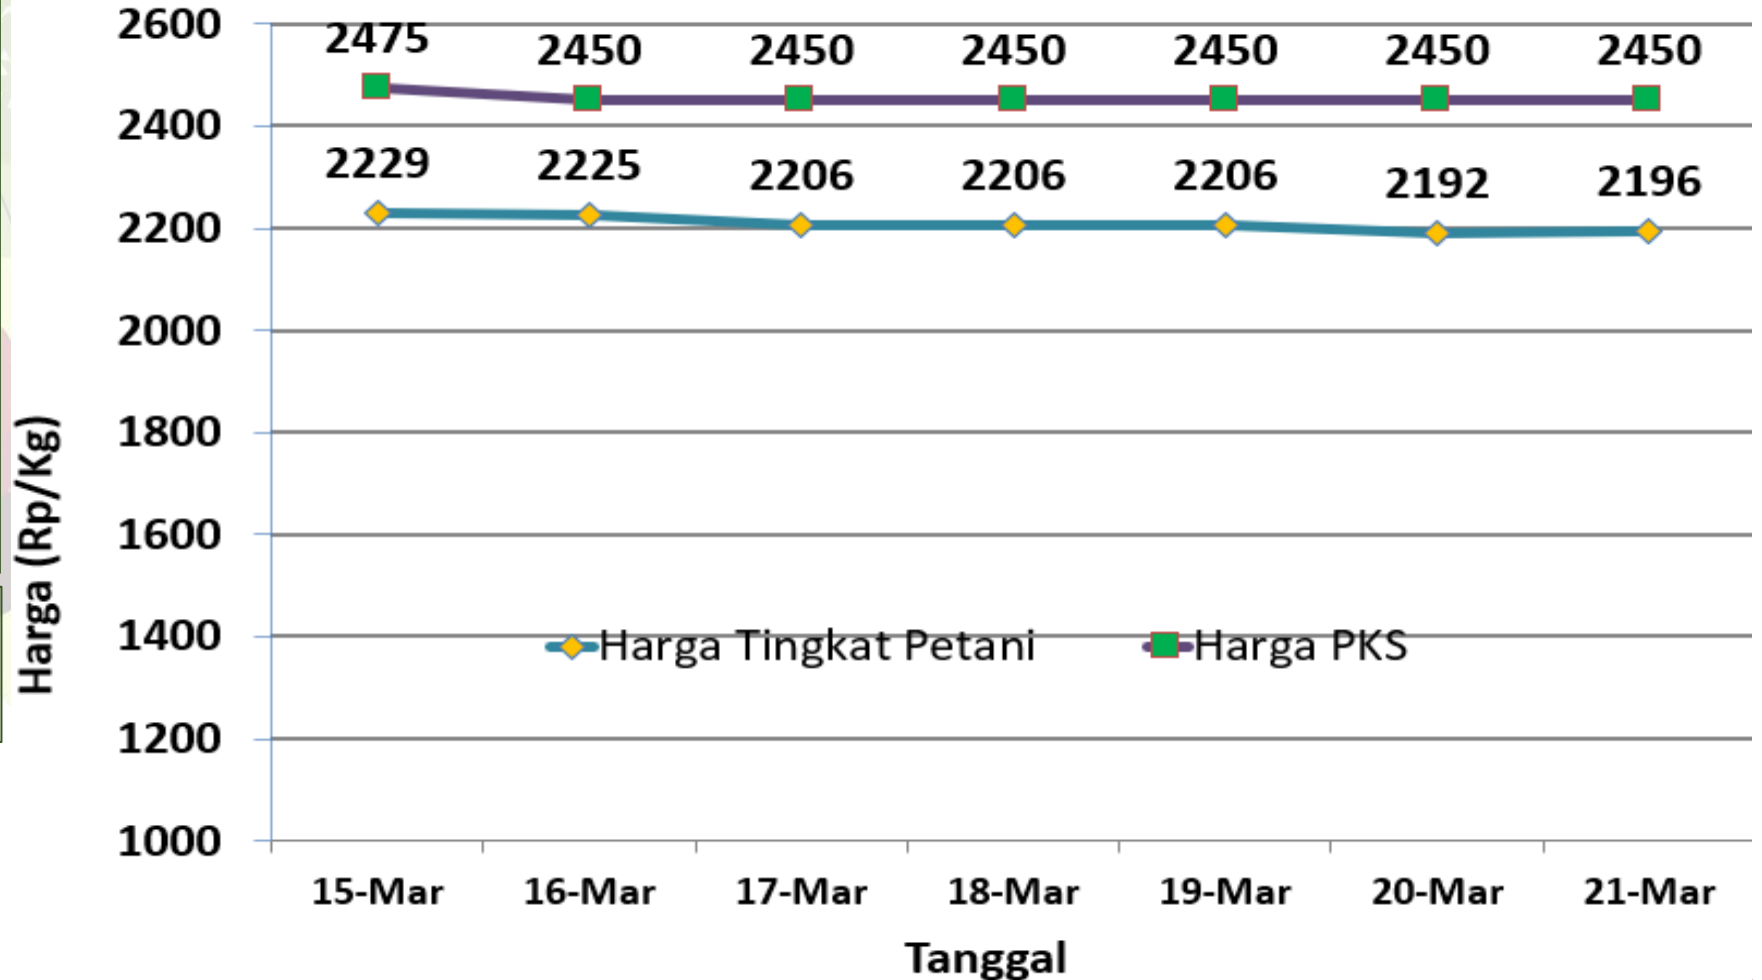 2600
2400
2200
2000
1800
1600
1400
1200
1000
Harga (Rp/Kg)
2475 2450 2450 2450 2450 2450 2450
2229 2225 2206 2206 2206 2192 2196
Harga Tingkat Petani Harga PKS
15-Mar 16-Mar 17-Mar 18-Mar 19-Mar 20-Mar 21-Mar
Tanggal